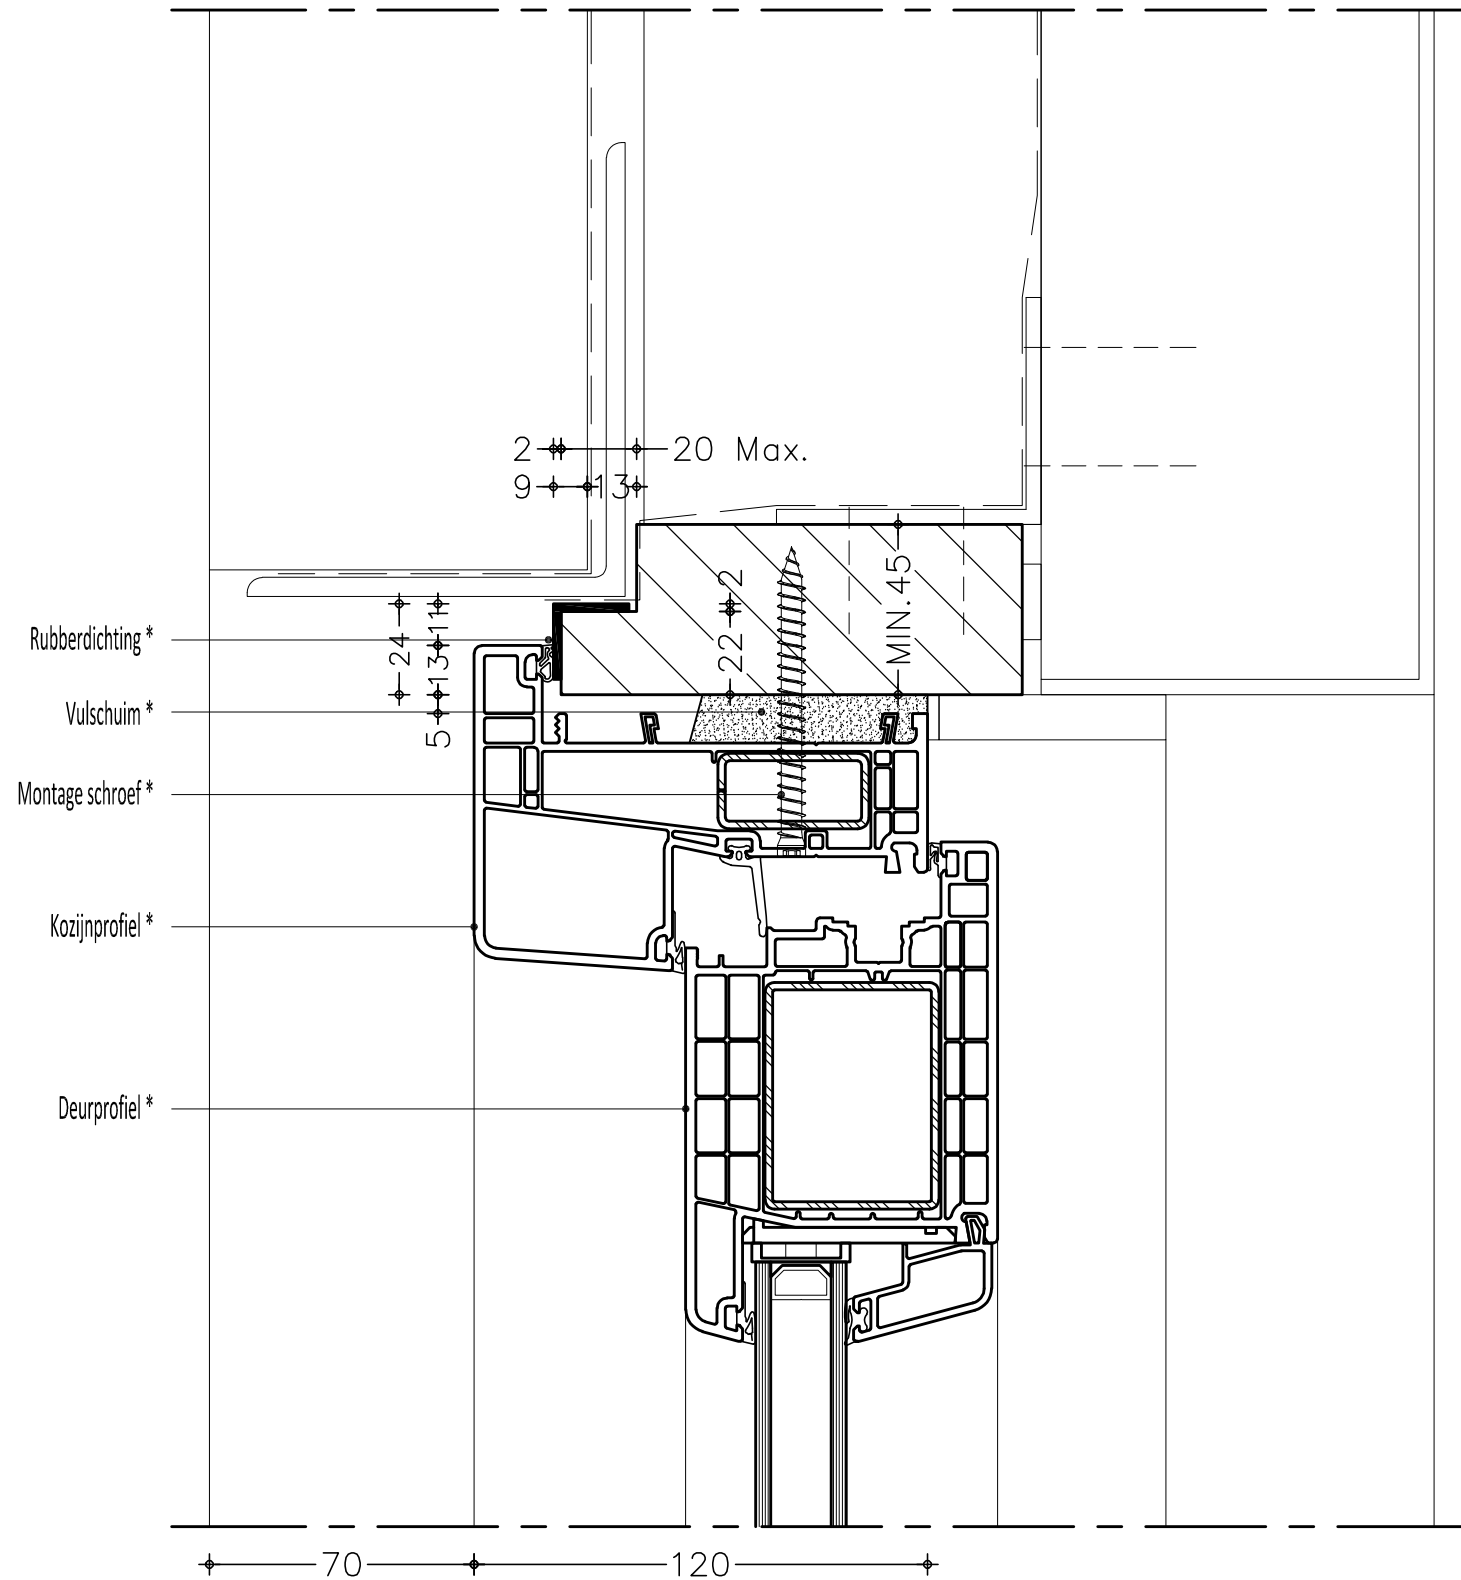 2 20 Max.
9 13
2
MIN.45
11
24
22
13
Rubberdichting *
Vulschuim *
5
Montage schroef *
Kozijnprofiel *
Deurprofiel *
70 120